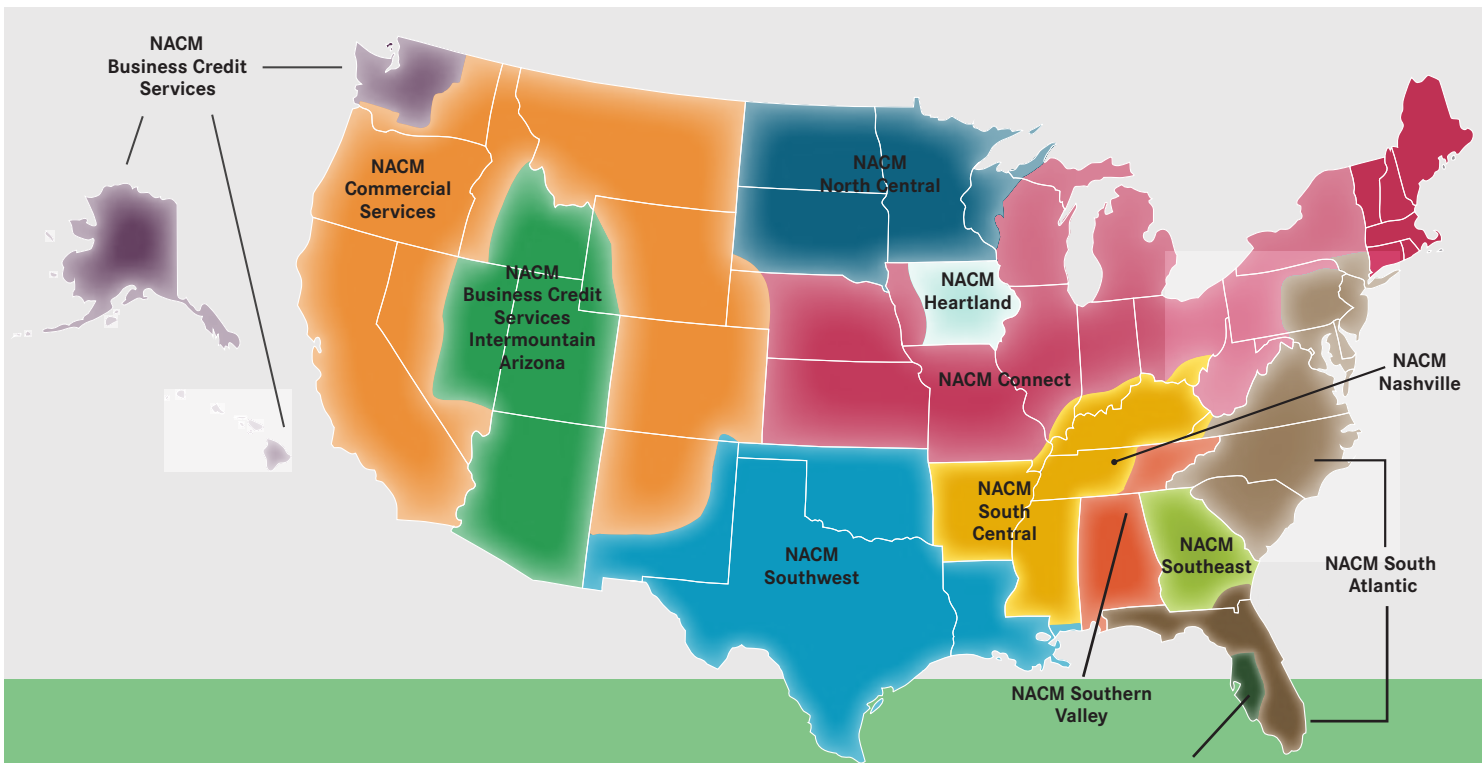 NACM
Business Credit
Services
NACM
Commercial
Services
NACM
North Central
NACM
Business Credit
Services
Intermountain
Arizona
NACM
Heartland
NACM Connect
NACM
Nashville
NACM
South
Central
NACM
Southwest
NACM
Southeast
NACM South
Atlantic
NACM Southern
Valley